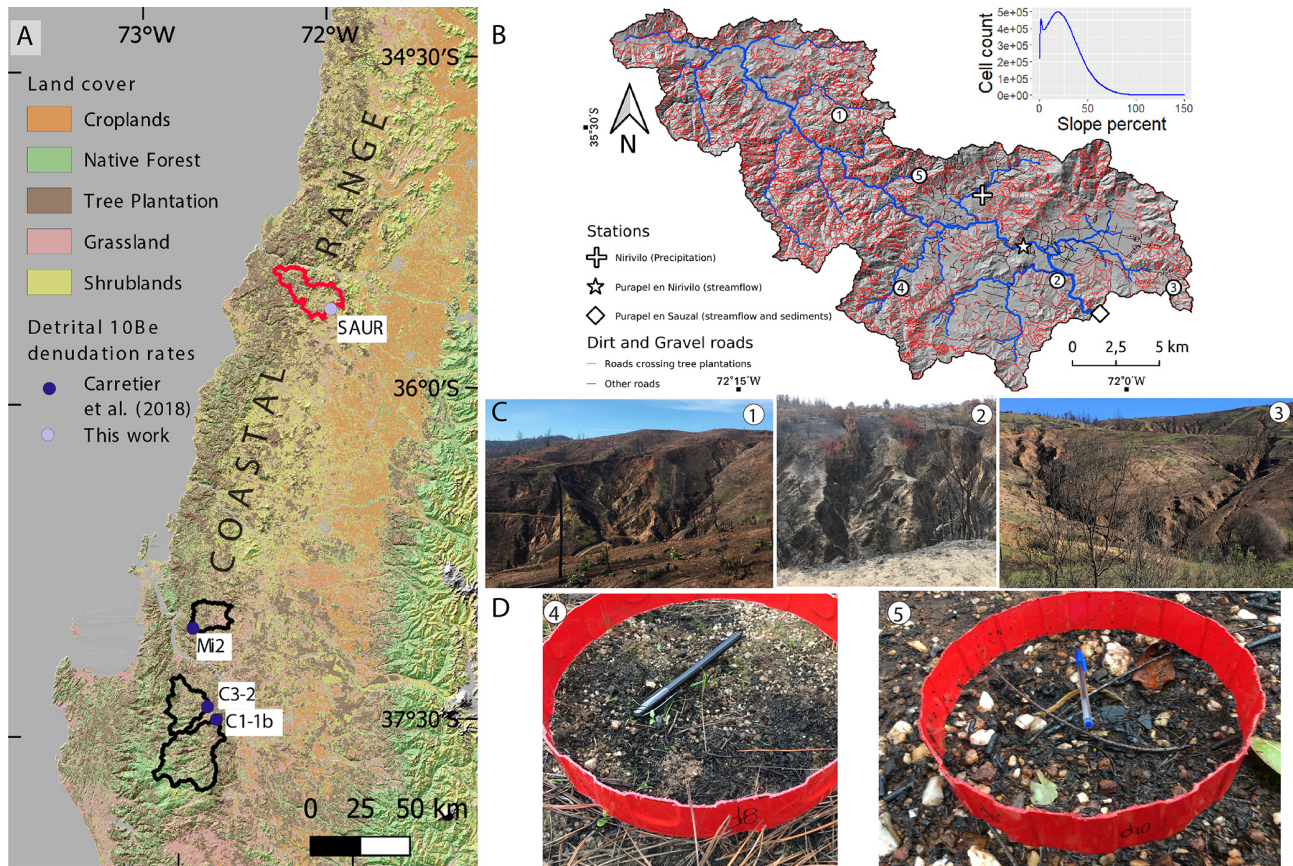 A
73°W
72°W
34°30'S
Land cover
Croplands
Native Forest
Tree Plantation
Grassland
Shrublands
Detrital 10Be
denudation rates
Carretier
et al. (2018)
This work
COASTAL RANGE
SAUR
36°0'S
Mi2
C3-2
C1-1b
37°30'S
0 25 50 km
B
35°30'S
N
Cell count
5e+05
4e+05
3e+05
2e+05
1e+05
0e+00
0 50 100 150
Slope percent
1
5
4
2
3
Stations
Nirivilo (Precipitation)
Purapel en Nirivilo (streamflow)
Purapel en Sauzal (streamflow and sediments)
Dirt and Gravel roads
Roads crossing tree plantations
Other roads
0 2,5 5 km
72°15'W
72°0'W
C
1
2
3
D
4
5